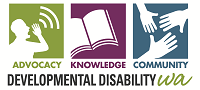 ADVOCACY KNOWLEDGE COMMUNITY
DEVELOPMENTAL DISABILITY wa